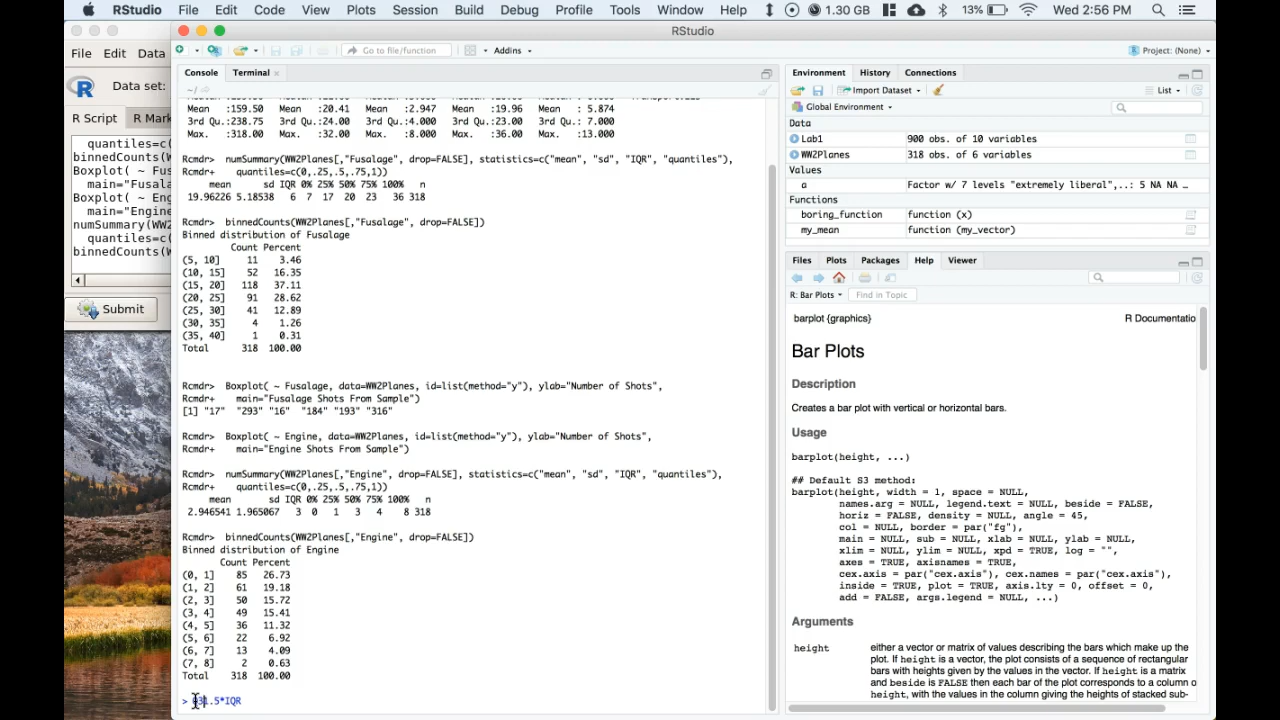 RStudio File Edit Code View Plots Session Build Debug Profile Tools Window Help 1.30 GB 13% Wed 2:56 PM
File Edit Data
Data set:
R Script R Mark
quantiles=c(
binnedCounts(W
Boxplot( ~ Fus
main="Fusala
Boxplot( ~ Eng
main="Engine
numSummary(WW2
quantiles=c(
binnedCounts(W
Submit
RStudio
Go to file/function Addins Project: (None)
Console Terminal
~/
Mean :159.50 Mean :20.41 Mean :2.947 Mean :19.96 Mean : 5.874
3rd Qu.:238.75 3rd Qu.:24.00 3rd Qu.:4.000 3rd Qu.:23.00 3rd Qu.: 7.000
Max. :318.00 Max. :32.00 Max. :8.000 Max. :36.00 Max. :13.000
Rcmdr> numSummary(WW2Planes[,"Fusalage", drop=FALSE], statistics=c("mean", "sd", "IQR", "quantiles"),
Rcmdr+ quantiles=c(0,.25,.5,.75,1))
mean sd IQR 0% 25% 50% 75% 100% n
19.96226 5.18538 6 7 17 20 23 36 318
Rcmdr> binnedCounts(WW2Planes[,"Fusalage", drop=FALSE])
Binned distribution of Fusalage
Count Percent
(5, 10] 11 3.46
(10, 15] 52 16.35
(15, 20] 118 37.11
(20, 25] 91 28.62
(25, 30] 41 12.89
(30, 35] 4 1.26
(35, 40] 1 0.31
Total 318 100.00
Rcmdr> Boxplot( ~ Fusalage, data=WW2Planes, id=list(method="y"), ylab="Number of Shots",
Rcmdr+ main="Fusalage Shots From Sample")
[1] "17" "293" "16" "184" "193" "316"
Rcmdr> Boxplot( ~ Engine, data=WW2Planes, id=list(method="y"), ylab="Number of Shots",
Rcmdr+ main="Engine Shots From Sample")
Rcmdr> numSummary(WW2Planes[,"Engine", drop=FALSE], statistics=c("mean", "sd", "IQR", "quantiles"),
Rcmdr+ quantiles=c(0,.25,.5,.75,1))
mean sd IQR 0% 25% 50% 75% 100% n
2.946541 1.965067 3 0 1 3 4 8 318
Rcmdr> binnedCounts(WW2Planes[,"Engine", drop=FALSE])
Binned distribution of Engine
Count Percent
(0, 1] 85 26.73
(1, 2] 61 19.18
(2, 3] 50 15.72
(3, 4] 49 15.41
(4, 5] 36 11.32
(5, 6] 22 6.92
(6, 7] 13 4.09
(7, 8] 2 0.63
Total 318 100.00
>
Environment History Connections
Import Dataset List
Global Environment
Data
Lab1 900 obs. of 10 variables
WW2Planes 318 obs. of 6 variables
Values
a Factor w/ 7 levels "extremely liberal",..: 5 NA NA …
Functions
boring_function function (x)
my_mean function (my_vector)
Files Plots Packages Help Viewer
R: Bar Plots Find in Topic
barplot {graphics} R Documentatio
Bar Plots
Description
Creates a bar plot with vertical or horizontal bars.
Usage
barplot(height, ...)
## Default S3 method:
barplot(height, width = 1, space = NULL,
names.arg = NULL, legend.text = NULL, beside = FALSE,
horiz = FALSE, density = NULL, angle = 45,
col = NULL, border = par("fg"),
main = NULL, sub = NULL, xlab = NULL, ylab = NULL,
xlim = NULL, ylim = NULL, xpd = TRUE, log = "",
axes = TRUE, axisnames = TRUE,
cex.axis = par("cex.axis"), cex.names = par("cex.axis"),
inside = TRUE, plot = TRUE, axis.lty = 0, offset = 0,
add = FALSE, args.legend = NULL, ...)
Arguments
height either a vector or matrix of values describing the bars which make up the
plot. If height is a vector, the plot consists of a sequence of rectangular
bars with heights given by the values in the vector. If height is a matrix
and beside is FALSE then each bar of the plot corresponds to a column o
height, with the values in the column giving the heights of stacked sub-